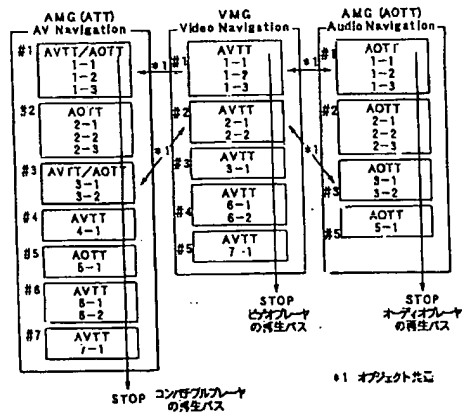 AMG (ATT)
AV Navigation
#1
AVTT/AOTT
1-1
1-2
1-3
#2
AOTT
2-1
2-2
2-3
#3
AVTT/AOTT
3-1
3-2
#4
AVTT
4-1
#5
AOTT
5-1
#6
AVTT
6-1
6-2
#7
AVTT
7-1
STOP
コンパチブルプレーヤ
の再生パス
*1
*1
VMG
Video Navigation
#1
AVTT
1-1
1-2
1-3
#2
AVTT
2-1
2-2
#3
AVTT
3-1
#4
AVTT
6-1
6-2
#5
AVTT
7-1
STOP
ビデオプレーヤ
の再生パス
*1
*1
AMG (AOTT)
Audio Navigation
#1
AOTT
1-1
1-2
1-3
#2
AOTT
2-1
2-2
2-3
#3
AOTT
3-1
3-2
#5
AOTT
5-1
STOP
オーディオプレーヤ
の再生パス
*1 オブジェクト共有